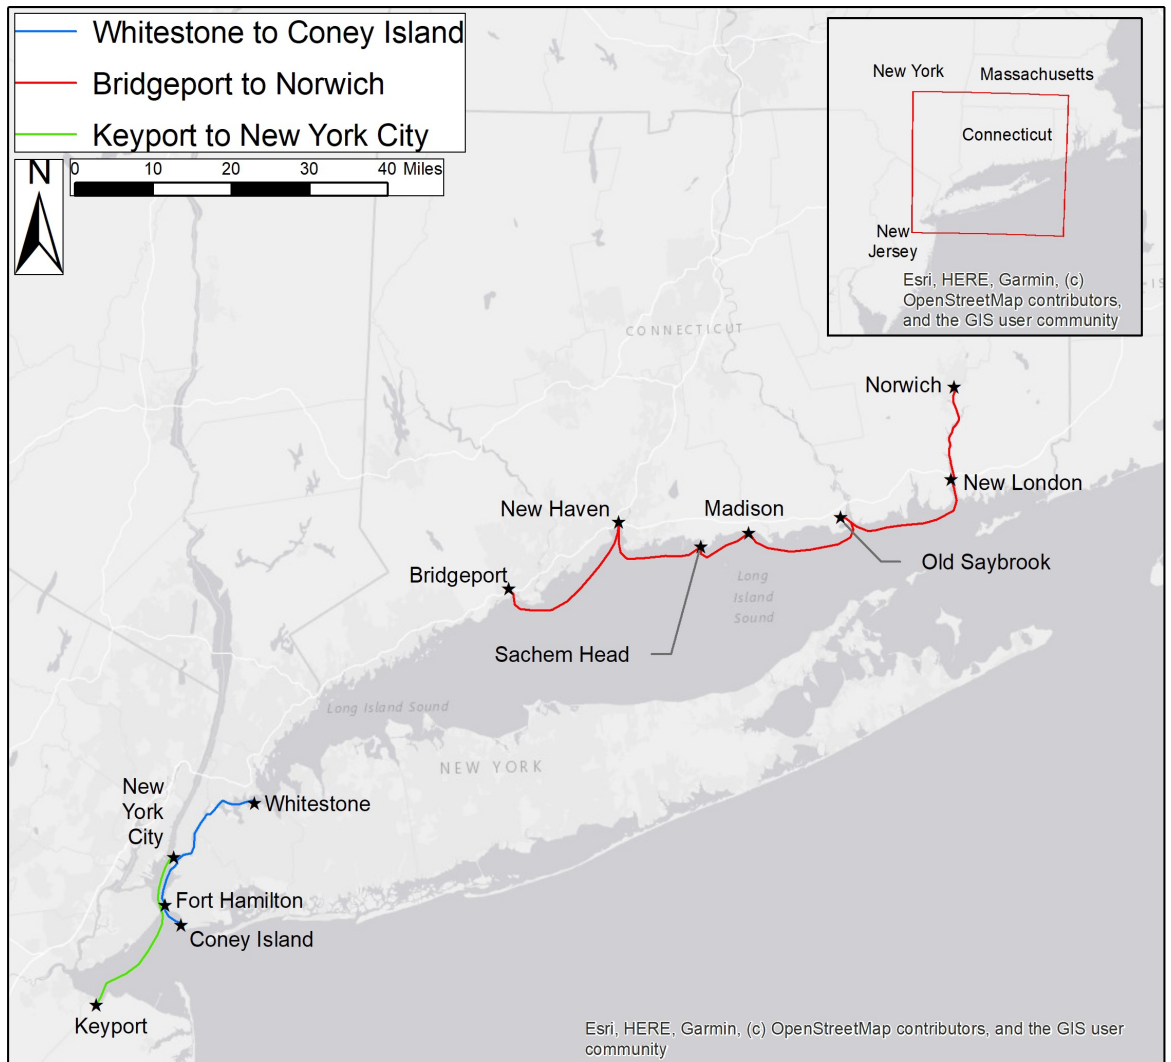 Whitestone to Coney Island
Bridgeport to Norwich
Keyport to New York City
N
0 10 20 30 40 Miles
New York
Massachusetts
Connecticut
New
Jersey
Esri, HERE, Garmin, (c)
OpenStreetMap contributors,
and the GIS user community
CONNECTICUT
Norwich
New London
New Haven
Madison
Old Saybrook
Bridgeport
Long
Island
Sound
Sachem Head
Long Island Sound
NEW YORK
New
York
City
Whitestone
Fort Hamilton
Coney Island
Keyport
Esri, HERE, Garmin, (c) OpenStreetMap contributors, and the GIS user
community